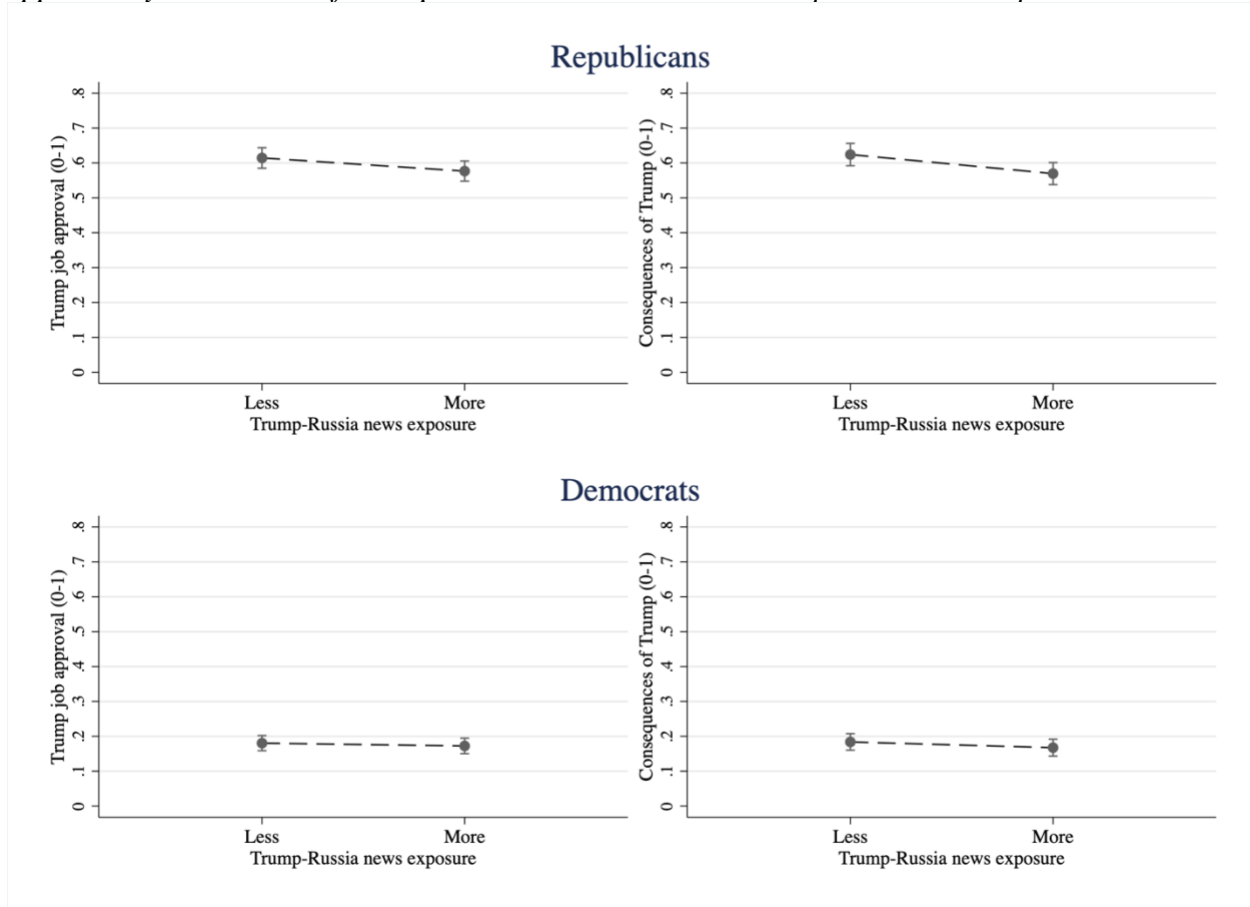 Republicans
Trump job approval (0-1)
.8
.7
.6
.5
.4
.3
.2
.1
0
Less More
Trump-Russia news exposure
Consequences of Trump (0-1)
.8
.7
.6
.5
.4
.3
.2
.1
0
Less More
Trump-Russia news exposure
Democrats
Trump job approval (0-1)
.8
.7
.6
.5
.4
.3
.2
.1
0
Less More
Trump-Russia news exposure
Consequences of Trump (0-1)
.8
.7
.6
.5
.4
.3
.2
.1
0
Less More
Trump-Russia news exposure